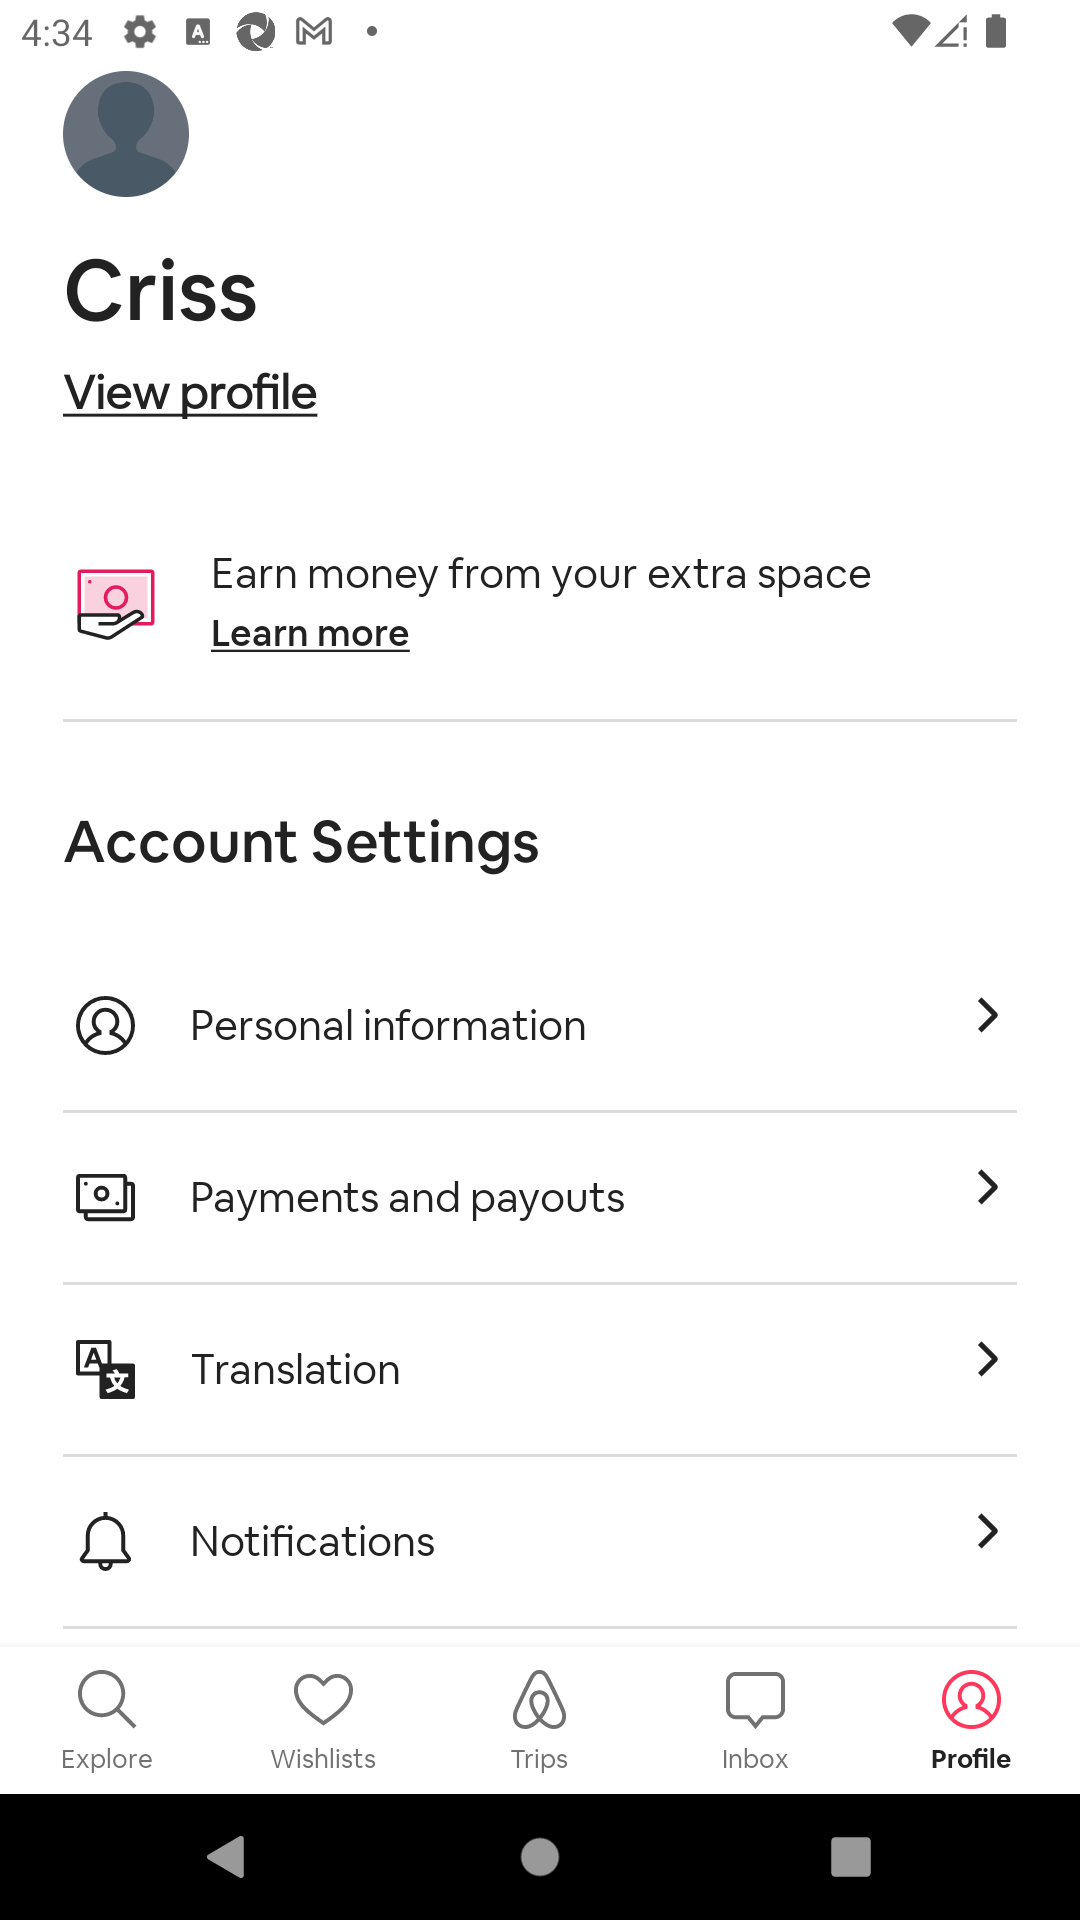 4:34
Criss
View profile
Earn money from your extra space
Learn more
Account Settings
Personal information
Payments and payouts
Translation
Notifications
Explore
Wishlists
Trips
Inbox
Profile